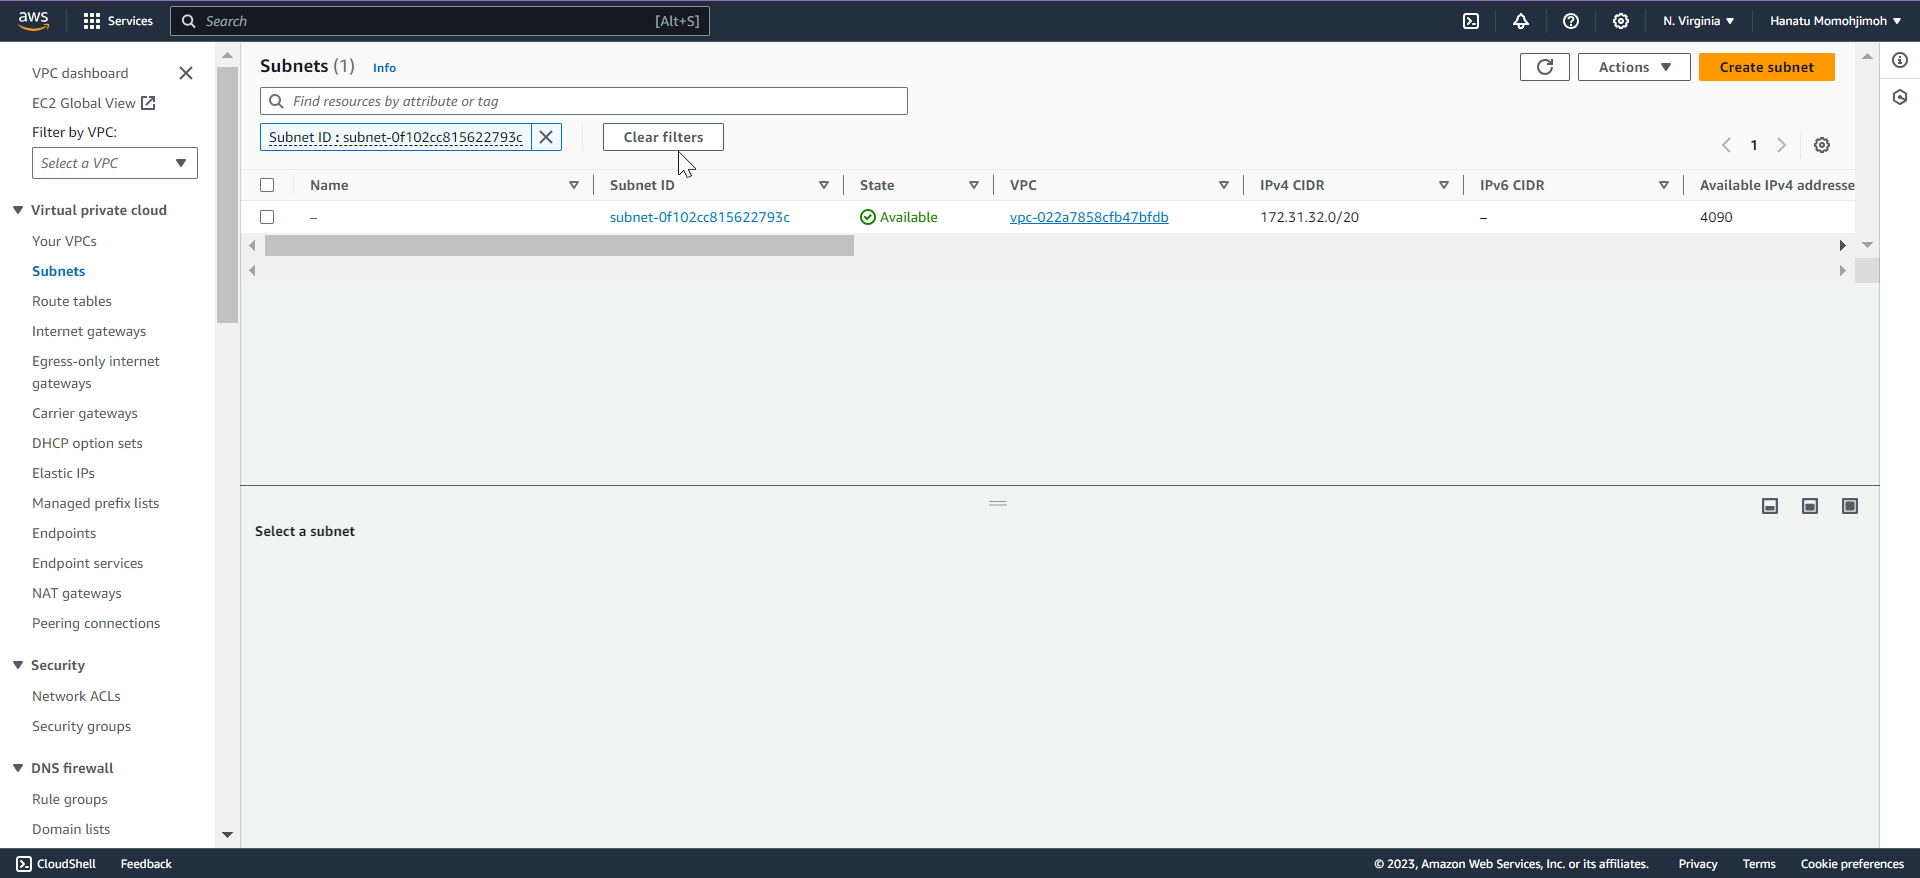 aws Services Search [Alt+S] N. Virginia Hanatu Momohjimoh
VPC dashboard
EC2 Global View
Filter by VPC:
Select a VPC
Virtual private cloud
Your VPCs
Subnets
Route tables
Internet gateways
Egress-only internet
gateways
Carrier gateways
DHCP option sets
Elastic IPs
Managed prefix lists
Endpoints
Endpoint services
NAT gateways
Peering connections
Security
Network ACLs
Security groups
DNS firewall
Rule groups
Domain lists
Subnets (1) Info
Actions Create subnet
Find resources by attribute or tag
Subnet ID : subnet-0f102cc815622793c Clear filters
1
Name Subnet ID State VPC IPv4 CIDR IPv6 CIDR Available IPv4 addresse
– subnet-0f102cc815622793c Available vpc-022a7858cfb47bfdb 172.31.32.0/20 – 4090
Select a subnet
CloudShell Feedback © 2023, Amazon Web Services, Inc. or its affiliates. Privacy Terms Cookie preferences